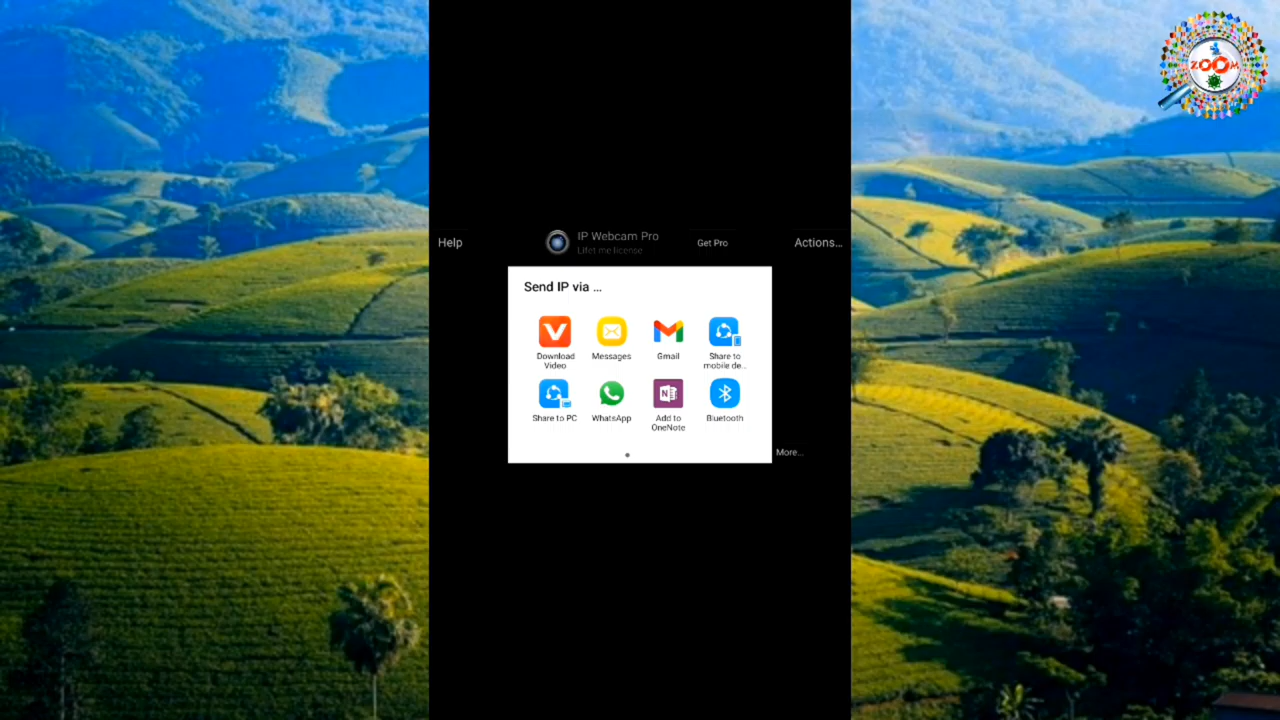 ZOOM
Help
IP Webcam Pro
Lifetime license
Get Pro
Actions...
Send IP via ...
Download
Video
Messages
Gmail
Share to
mobile de...
Share to PC
WhatsApp
Add to
OneNote
Bluetooth
More...